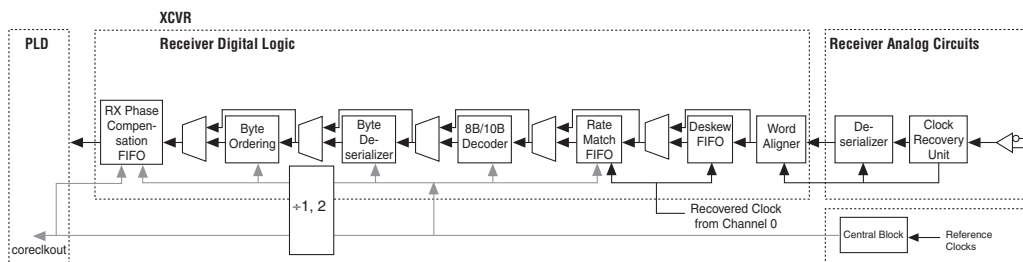 XCVR
PLD
Receiver Digital Logic
Receiver Analog Circuits
RX Phase
Compen-
sation
FIFO
Byte
Ordering
Byte
De-
serializer
8B/10B
Decoder
Rate
Match
FIFO
Deskew
FIFO
Word
Aligner
De-
serializer
Clock
Recovery
Unit
÷1, 2
Recovered Clock
from Channel 0
coreclkout
Central Block
Reference
Clocks